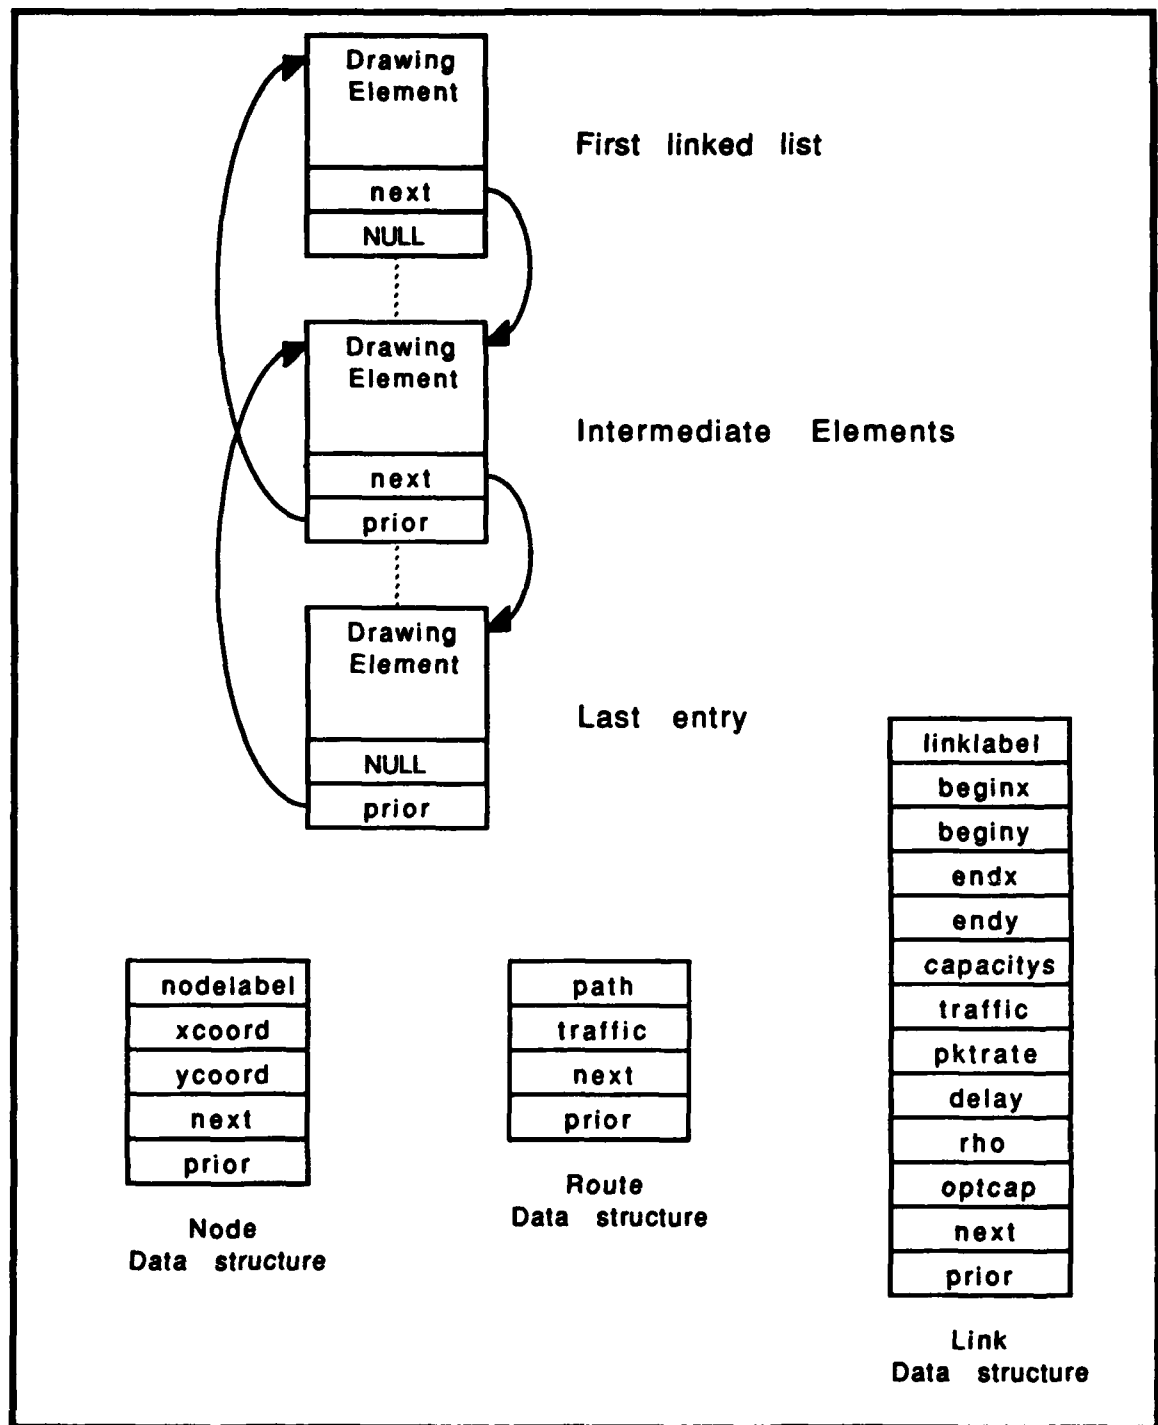 Drawing
Element
First linked list
next
NULL
Drawing
Element
Intermediate Elements
next
prior
Drawing
Element
Last entry
NULL
prior
nodelabel
xcoord
ycoord
next
prior
Node
Data structure
path
traffic
next
prior
Route
Data structure
linklabel
beginx
beginy
endx
endy
capacitys
traffic
pktrate
delay
rho
optcap
next
prior
Link
Data structure